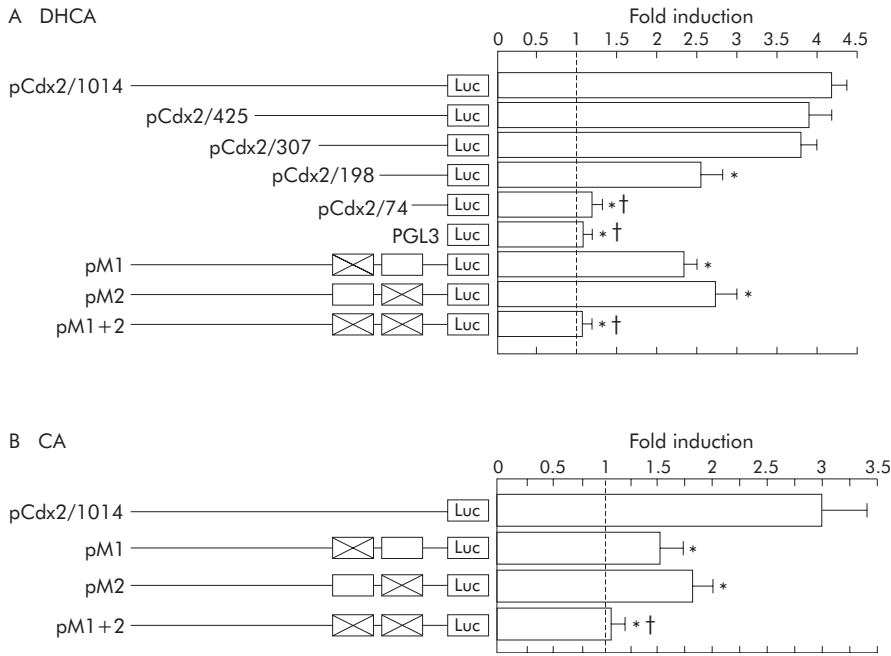 A DHCA
Fold induction
0 0.5 1 1.5 2 2.5 3 3.5 4 4.5
pCdx2/1014 Luc
pCdx2/425 Luc
pCdx2/307 Luc
pCdx2/198 Luc *
pCdx2/74 Luc * †
PGL3 Luc * †
pM1 Luc *
pM2 Luc *
pM1+2 Luc * †
B CA
Fold induction
0 0.5 1 1.5 2 2.5 3 3.5
pCdx2/1014 Luc
pM1 Luc *
pM2 Luc *
pM1+2 Luc * †